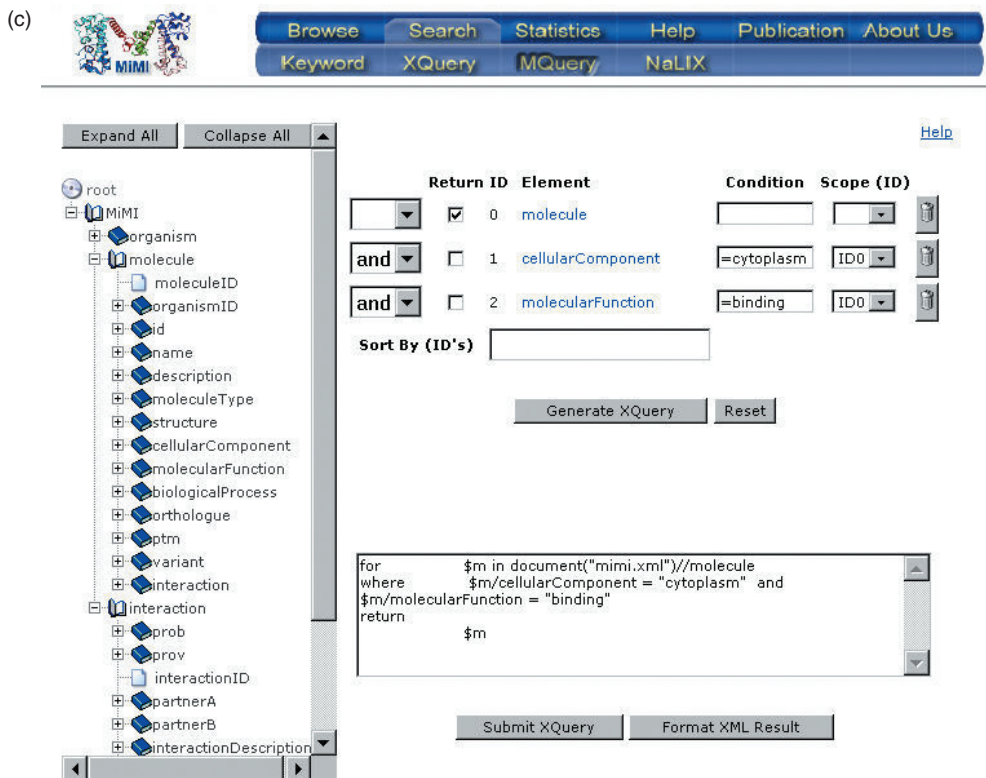 (c)
MiMI
Browse Search Statistics Help Publication About Us
Keyword XQuery MQuery NaLIX
Expand All Collapse All
Help
root
MiMI
organism
molecule
moleculeID
organismID
id
name
description
moleculeType
structure
cellularComponent
molecularFunction
biologicalProcess
orthologue
ptm
variant
interaction
interaction
prob
prov
interactionID
partnerA
partnerB
interactionDescription
Return ID Element Condition Scope (ID)
0 molecule
and 1 cellularComponent =cytoplasm ID0
and 2 molecularFunction =binding ID0
Sort By (ID's)
Generate XQuery Reset
for $m in document("mimi.xml")//molecule
where $m/cellularComponent = "cytoplasm" and
$m/molecularFunction = "binding"
return
$m
Submit XQuery Format XML Result